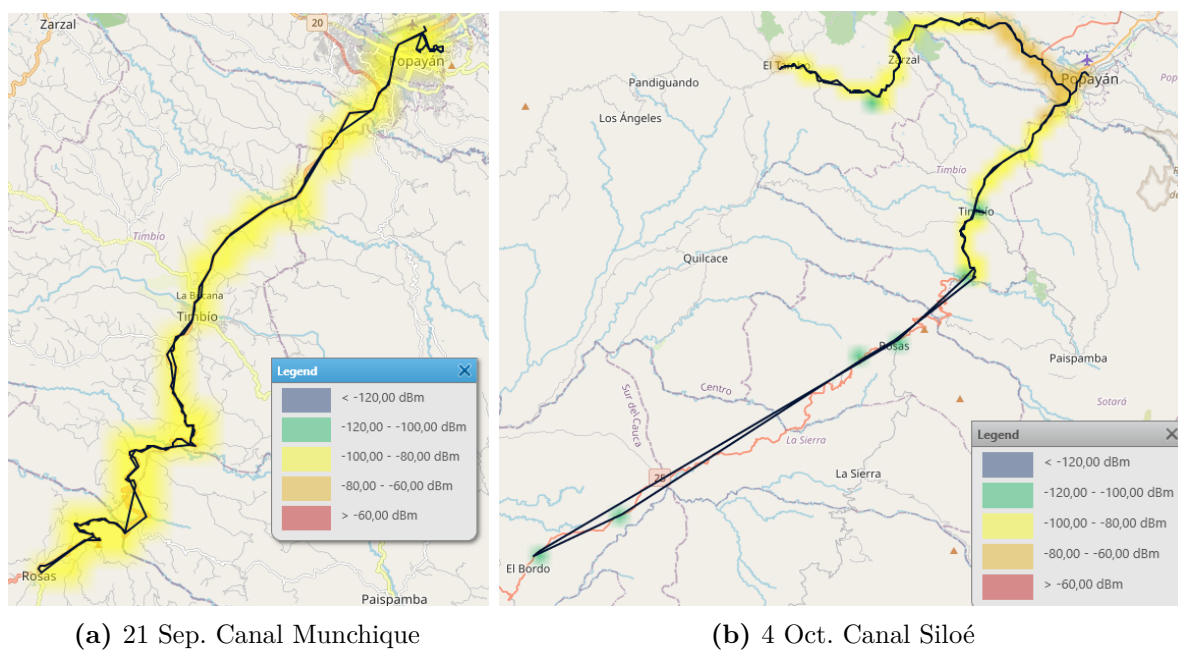 Zarzal
20
Popayán
Timbío
La Bocana
Timbío
Rosas
Paispamba
Legend
< -120,00 dBm
-120,00 - -100,00 dBm
-100,00 - -80,00 dBm
-80,00 - -60,00 dBm
> -60,00 dBm
El Tambo
Zarzal
Popayán
Pandiguando
Los Ángeles
Timbío
Timbío
Quilcace
Rosas
Paispamba
Centro
Sur del Cauca
Sotará
La Sierra
25
La Sierra
El Bordo
Legend
< -120,00 dBm
-120,00 - -100,00 dBm
-100,00 - -80,00 dBm
-80,00 - -60,00 dBm
> -60,00 dBm
(a) 21 Sep. Canal Munchique
(b) 4 Oct. Canal Siloé